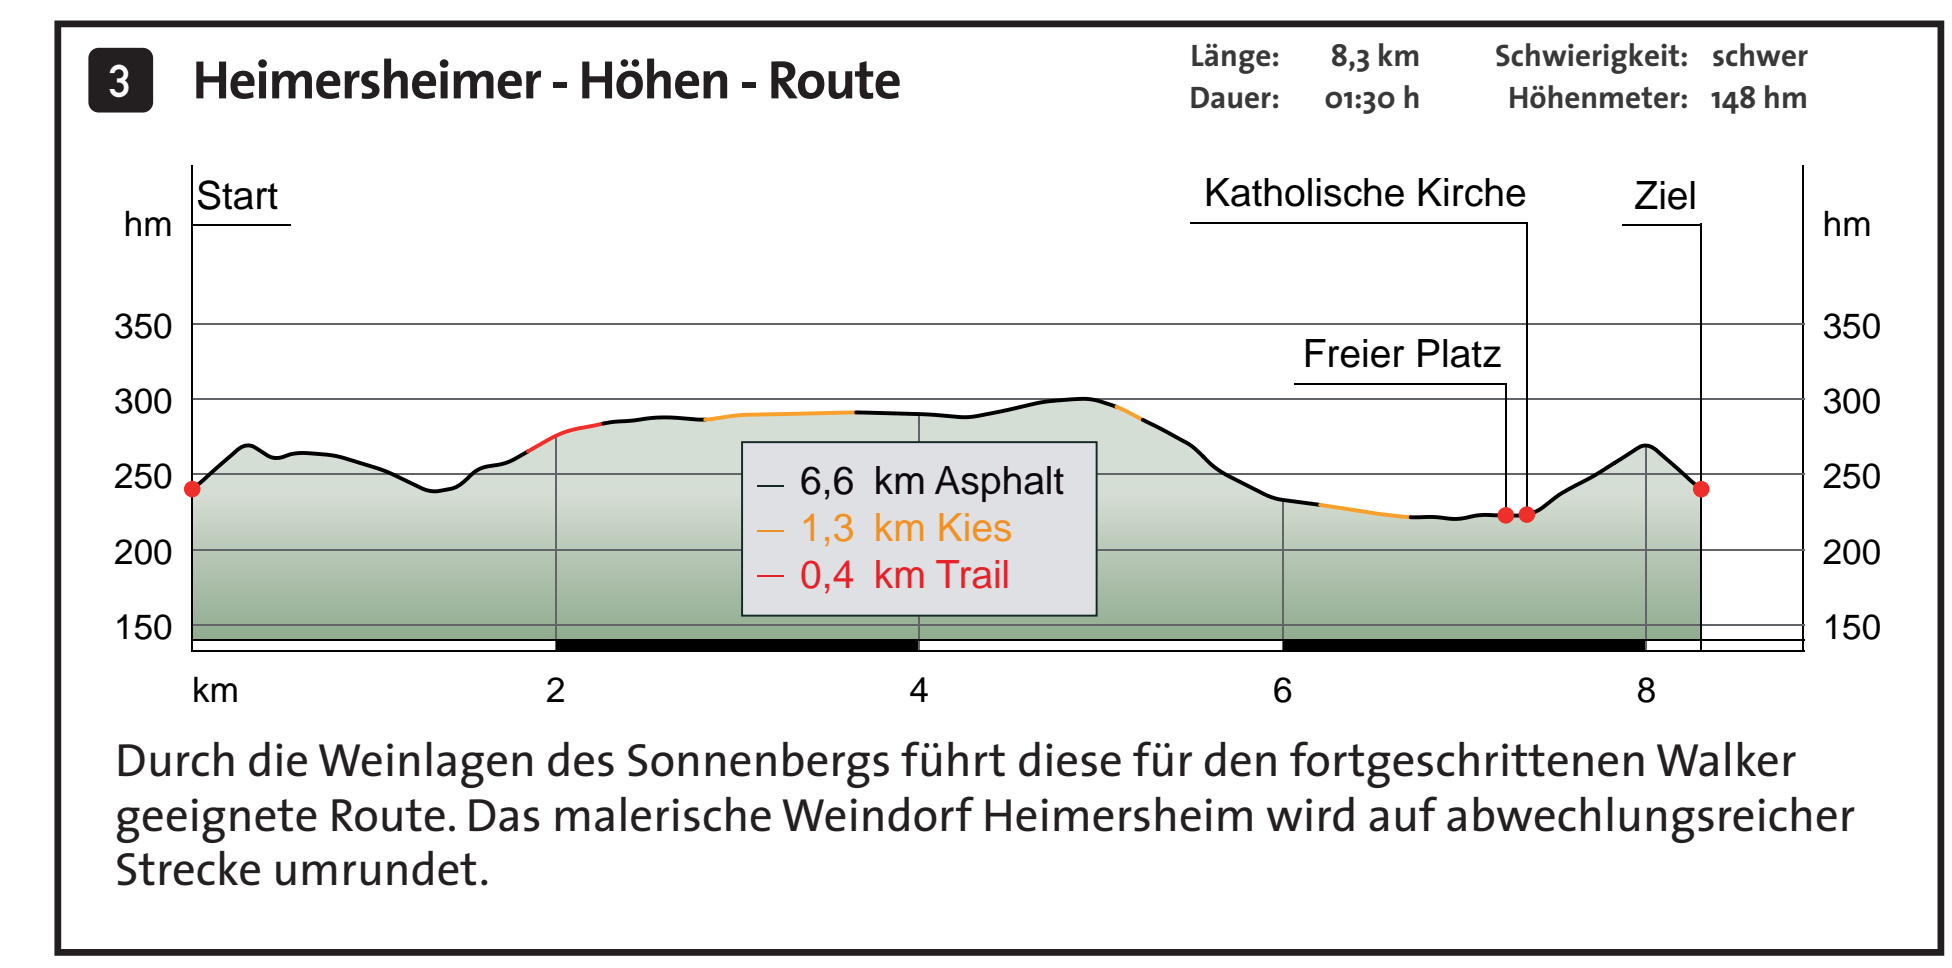 3 Heimersheimer - Höhen - Route
Länge: 8,3 km Schwierigkeit: schwer
Dauer: 01:30 h Höhenmeter: 148 hm
Start Katholische Kirche Ziel
hm hm
350 350
Freier Platz
300 300
250 250
200 200
150 150
6,6 km Asphalt
1,3 km Kies
0,4 km Trail
km 2 4 6 8
Durch die Weinlagen des Sonnenbergs führt diese für den fortgeschrittenen Walker
geeignete Route. Das malerische Weindorf Heimersheim wird auf abwechlungsreicher
Strecke umrundet.